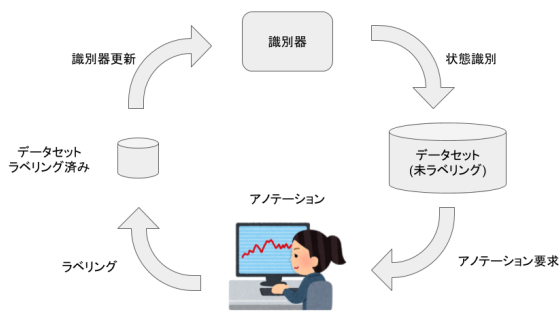 識別器
識別器更新
状態識別
データセット
ラベリング済み
データセット
(未ラベリング)
アノテーション
ラベリング
アノテーション要求